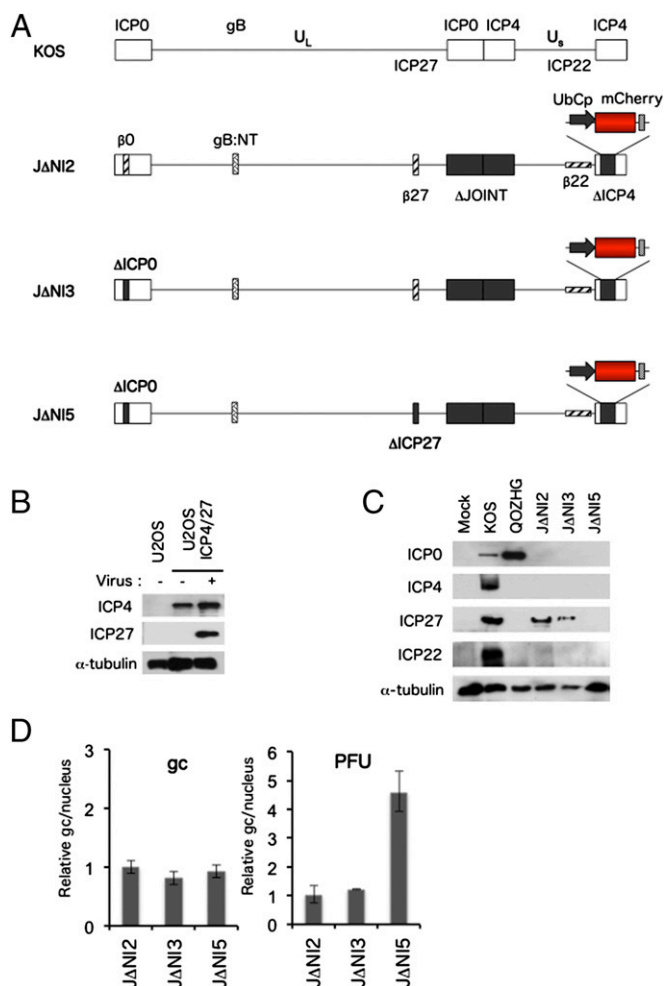 A
ICP0 gB U_L ICP0 ICP4 U_s ICP4
KOS
ICP27 ICP22
UbCp mCherry
β0 gB:NT
JΔNI2
β27 ΔJOINT β22 ΔICP4
ΔICP0
JΔNI3
ΔICP0
JΔNI5
ΔICP27
B
U2OS
U2OS
ICP4/27
Virus : - - +
ICP4
ICP27
α-tubulin
C
Mock KOS QOZHG JΔNI2 JΔNI3 JΔNI5
ICP0
ICP4
ICP27
ICP22
α-tubulin
D
gc
Relative gc/nucleus
3
2
1
0
JΔNI2 JΔNI3 JΔNI5
PFU
Relative gc/nucleus
6
5
4
3
2
1
0
JΔNI2 JΔNI3 JΔNI5